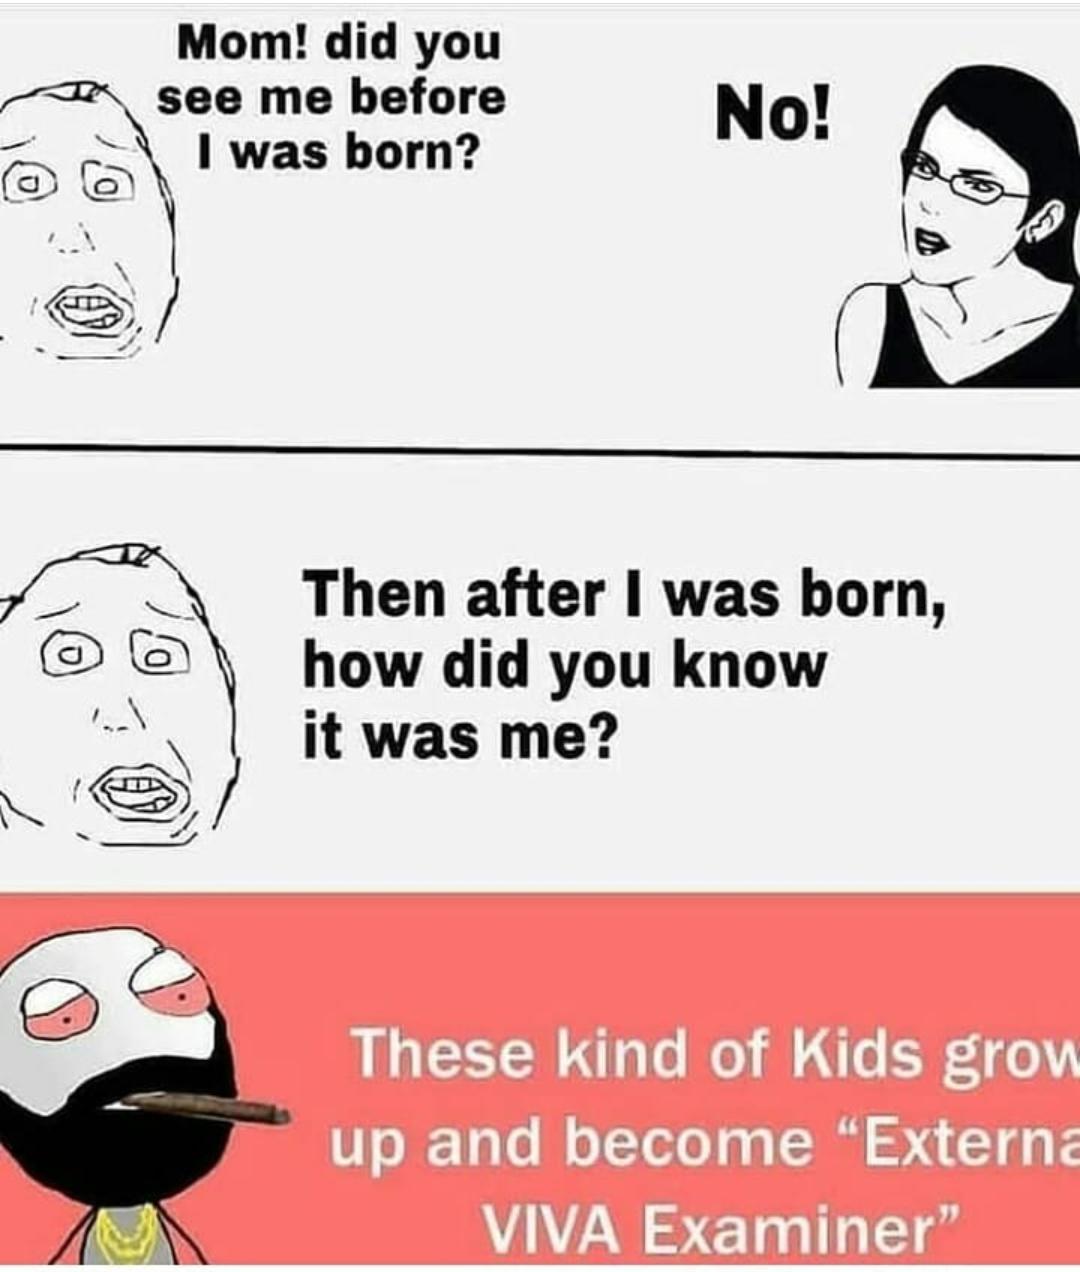 Mom! did you
see me before
I was born?
No!
Then after I was born,
how did you know
it was me?
These kind of Kids grow
up and become “Externa
VIVA Examiner”